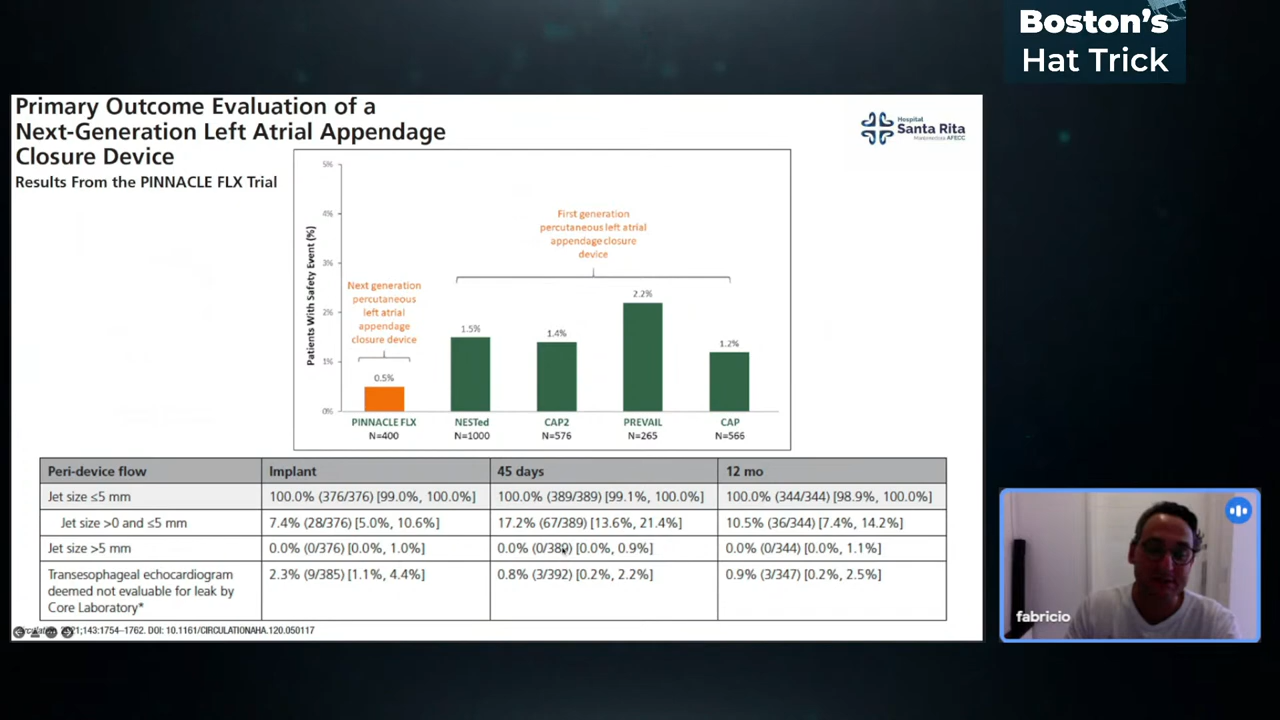 Boston's
Hat Trick
Primary Outcome Evaluation of a
Next-Generation Left Atrial Appendage
Closure Device
Results From the PINNACLE FLX Trial
Hospital
Santa Rita
AFECC
5%
4%
3%
2%
1%
0%
Patients With Safety Event (%)
First generation
percutaneous left atrial
appendage closure
device
Next generation
percutaneous
left atrial
appendage
closure device
0.5%
1.5%
1.4%
2.2%
1.2%
PINNACLE FLX NESTed CAP2 PREVAIL CAP
N=400 N=1000 N=576 N=265 N=566
Peri-device flow Implant 45 days 12 mo
Jet size ≤5 mm 100.0% (376/376) [99.0%, 100.0%] 100.0% (389/389) [99.1%, 100.0%] 100.0% (344/344) [98.9%, 100.0%]
Jet size >0 and ≤5 mm 7.4% (28/376) [5.0%, 10.6%] 17.2% (67/389) [13.6%, 21.4%] 10.5% (36/344) [7.4%, 14.2%]
Jet size >5 mm 0.0% (0/376) [0.0%, 1.0%] 0.0% (0/389) [0.0%, 0.9%] 0.0% (0/344) [0.0%, 1.1%]
Transesophageal echocardiogram 2.3% (9/385) [1.1%, 4.4%] 0.8% (3/392) [0.2%, 2.2%] 0.9% (3/347) [0.2%, 2.5%]
deemed not evaluable for leak by
Core Laboratory*
2021;143:1754–1762. DOI: 10.1161/CIRCULATIONAHA.120.050117
fabricio